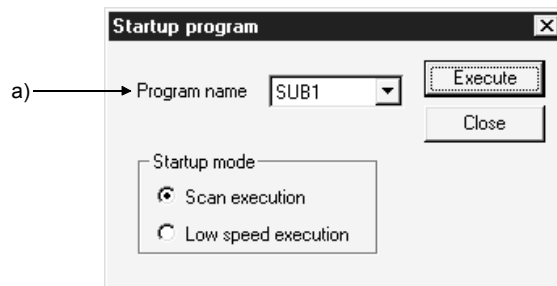 Startup program
a)
Program name
SUB1
Execute
Close
Startup mode
Scan execution
Low speed execution